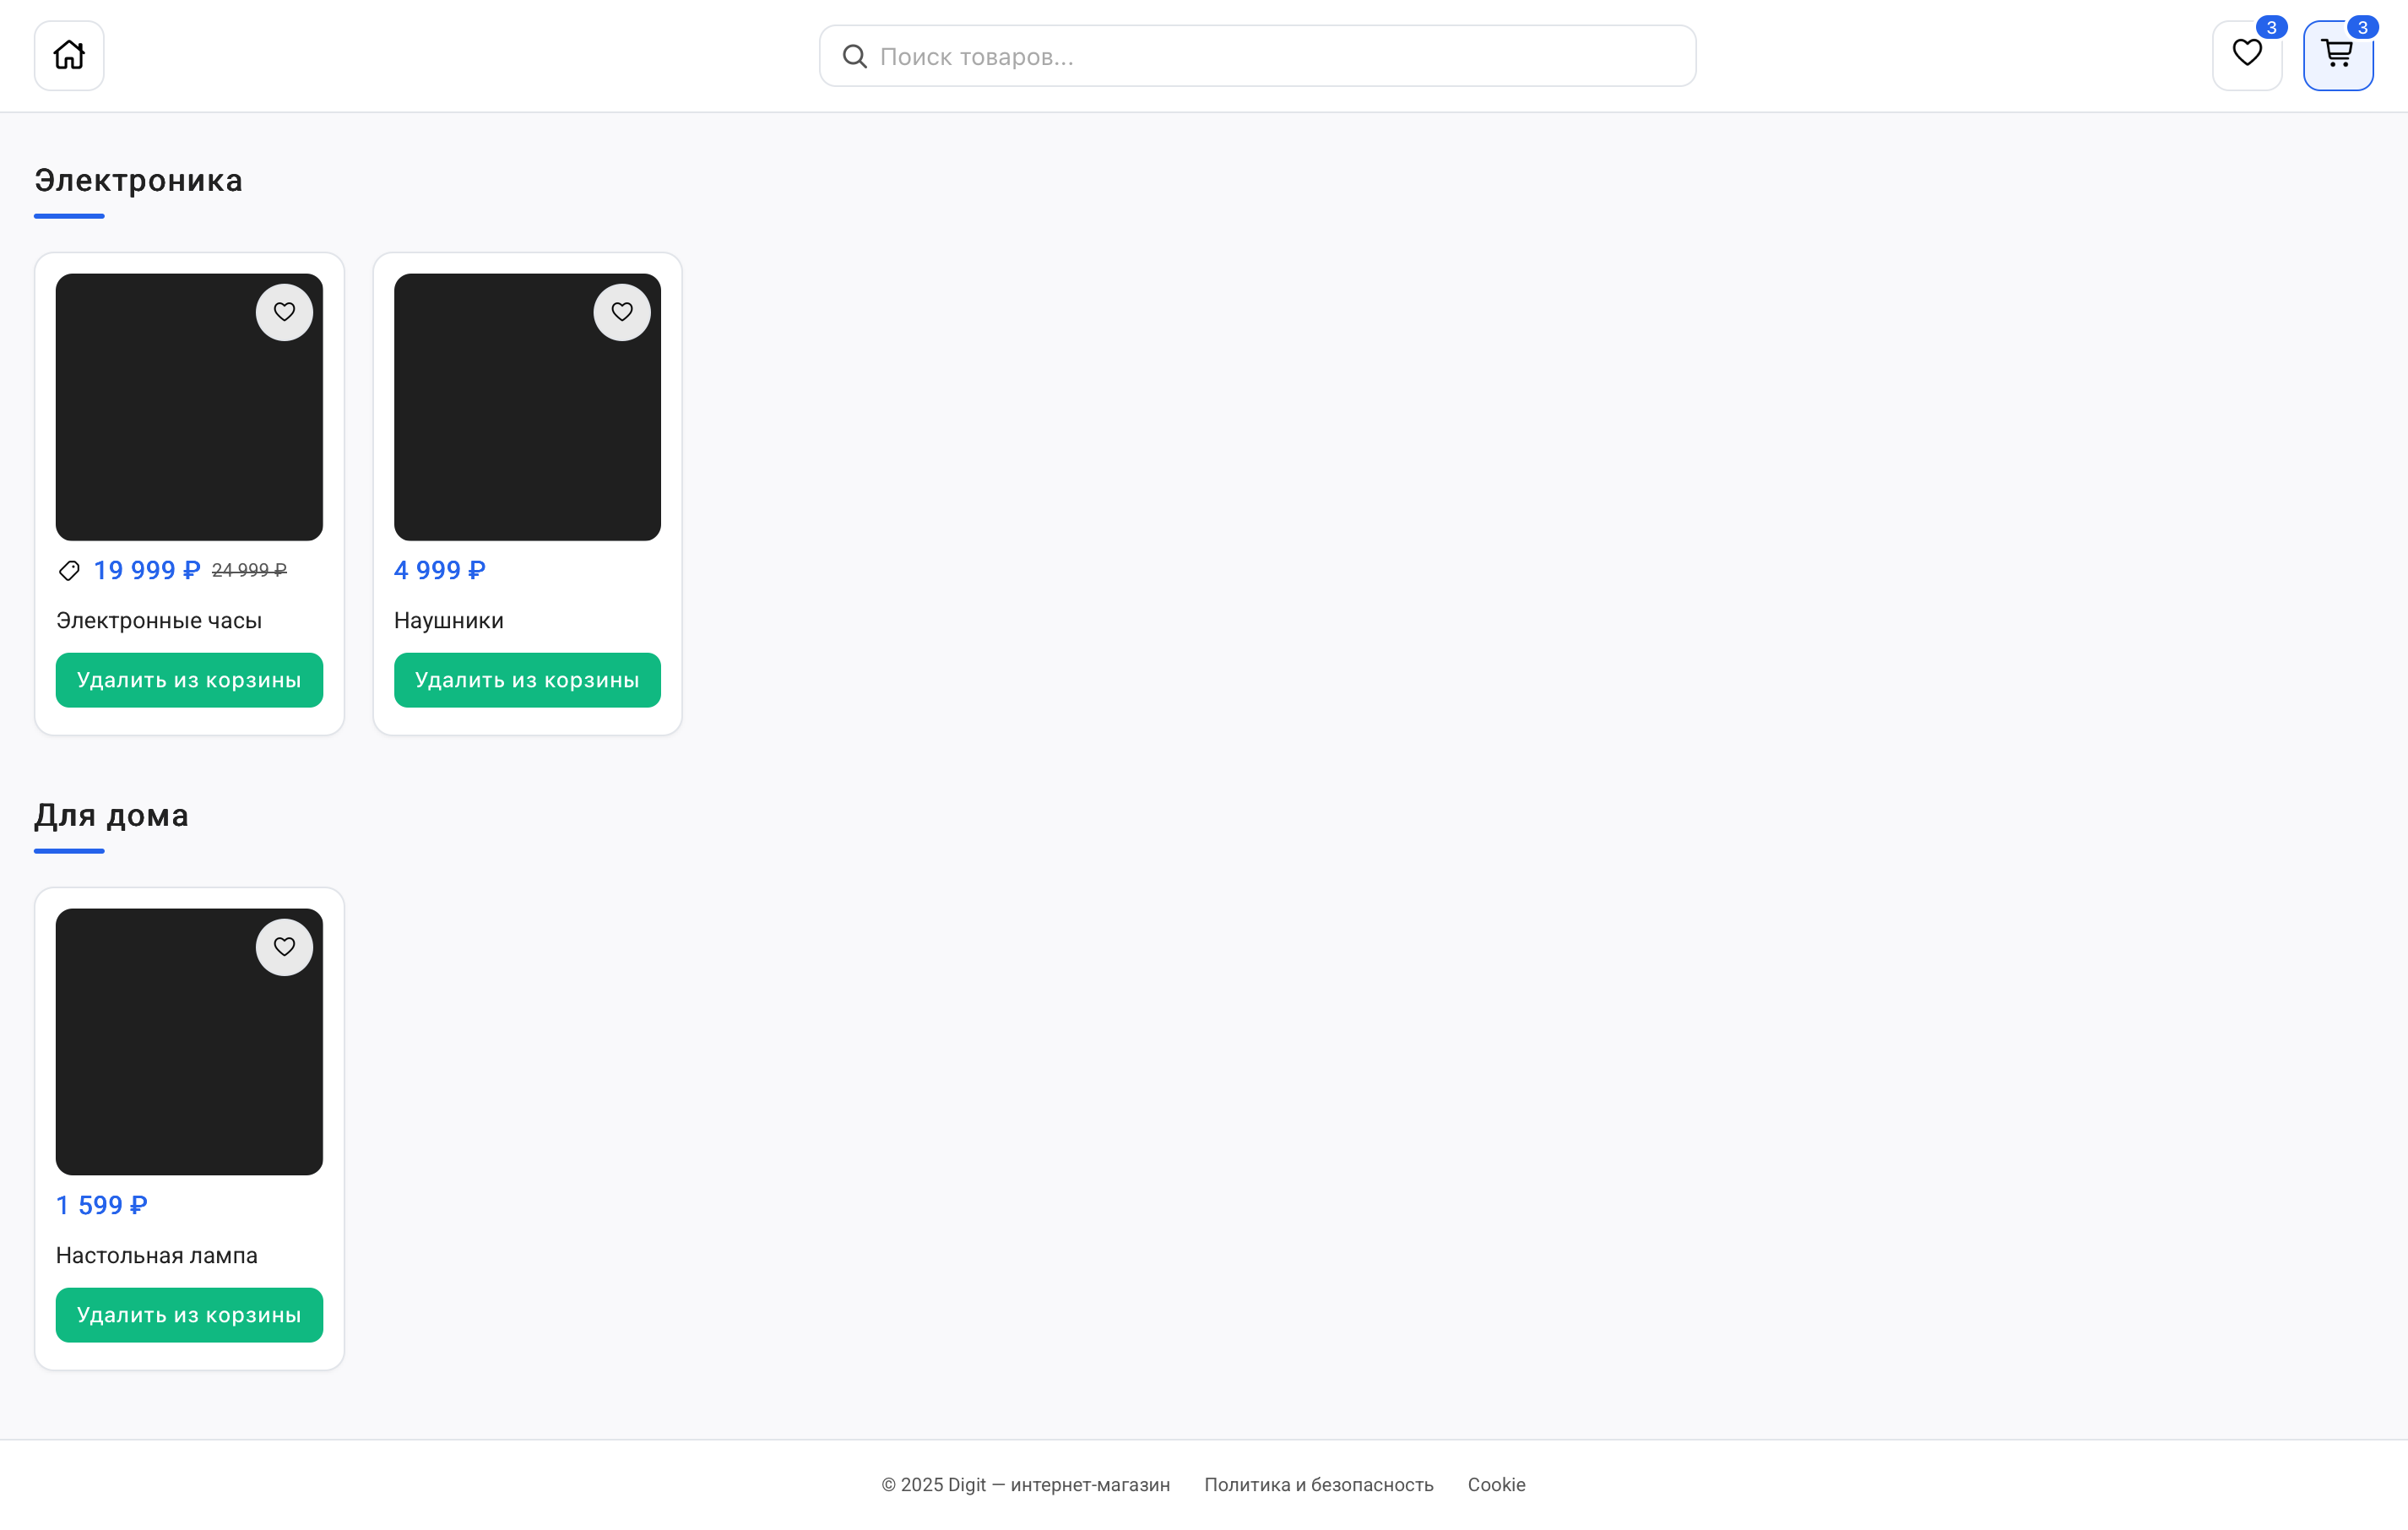 Поиск товаров...
3
3
Электроника
19 999 ₽ 24 999 ₽
Электронные часы
Удалить из корзины
4 999 ₽
Наушники
Удалить из корзины
Для дома
1 599 ₽
Настольная лампа
Удалить из корзины
© 2025 Digit — интернет-магазин Политика и безопасность Cookie